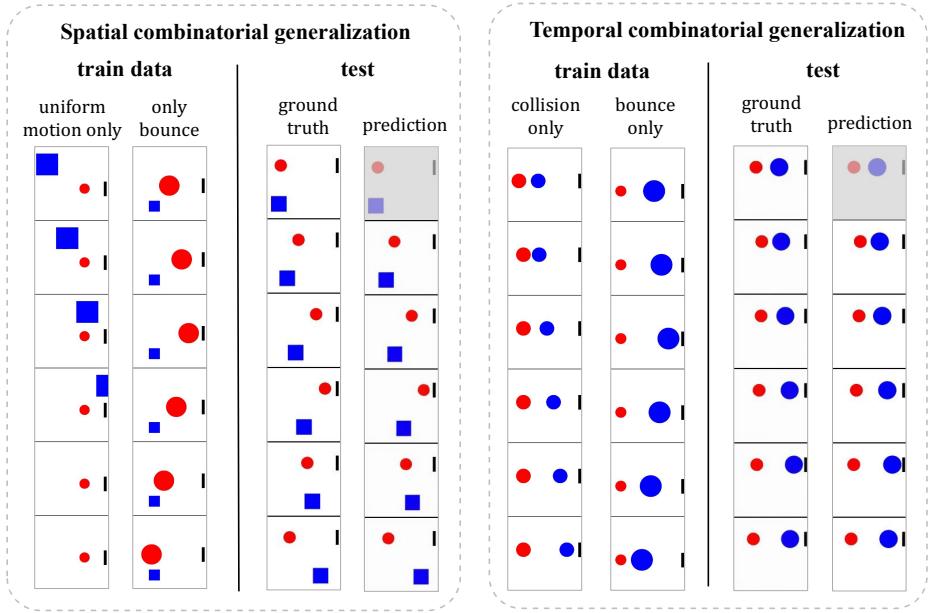 Spatial combinatorial generalization
train data
test
uniform
motion only
only
bounce
ground
truth
prediction
Temporal combinatorial generalization
train data
test
collision
only
bounce
only
ground
truth
prediction